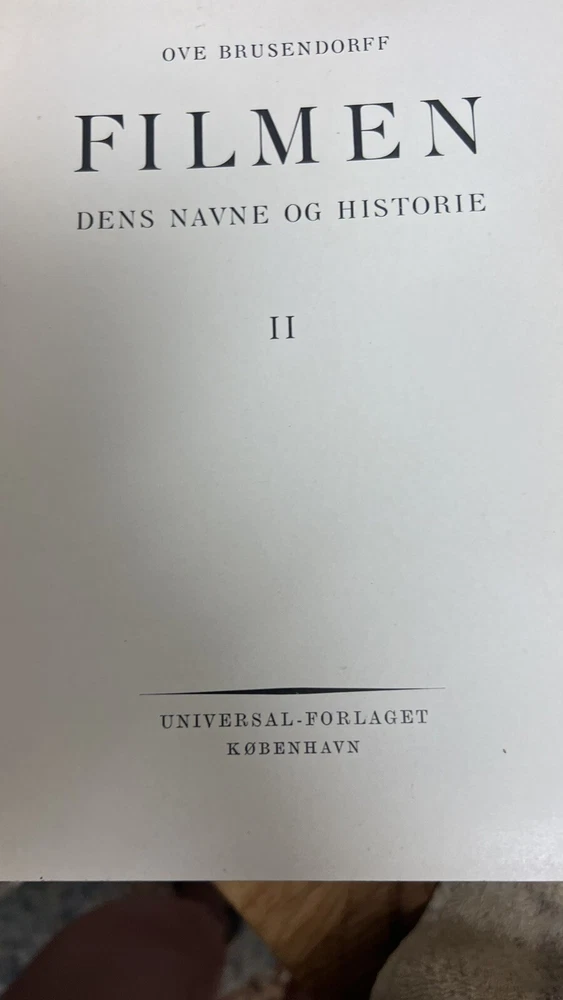 OVE BRUSENDORFF
FILMEN
DENS NAVNE OG HISTORIE
II
UNIVERSAL-FORLAGET
KØBENHAVN